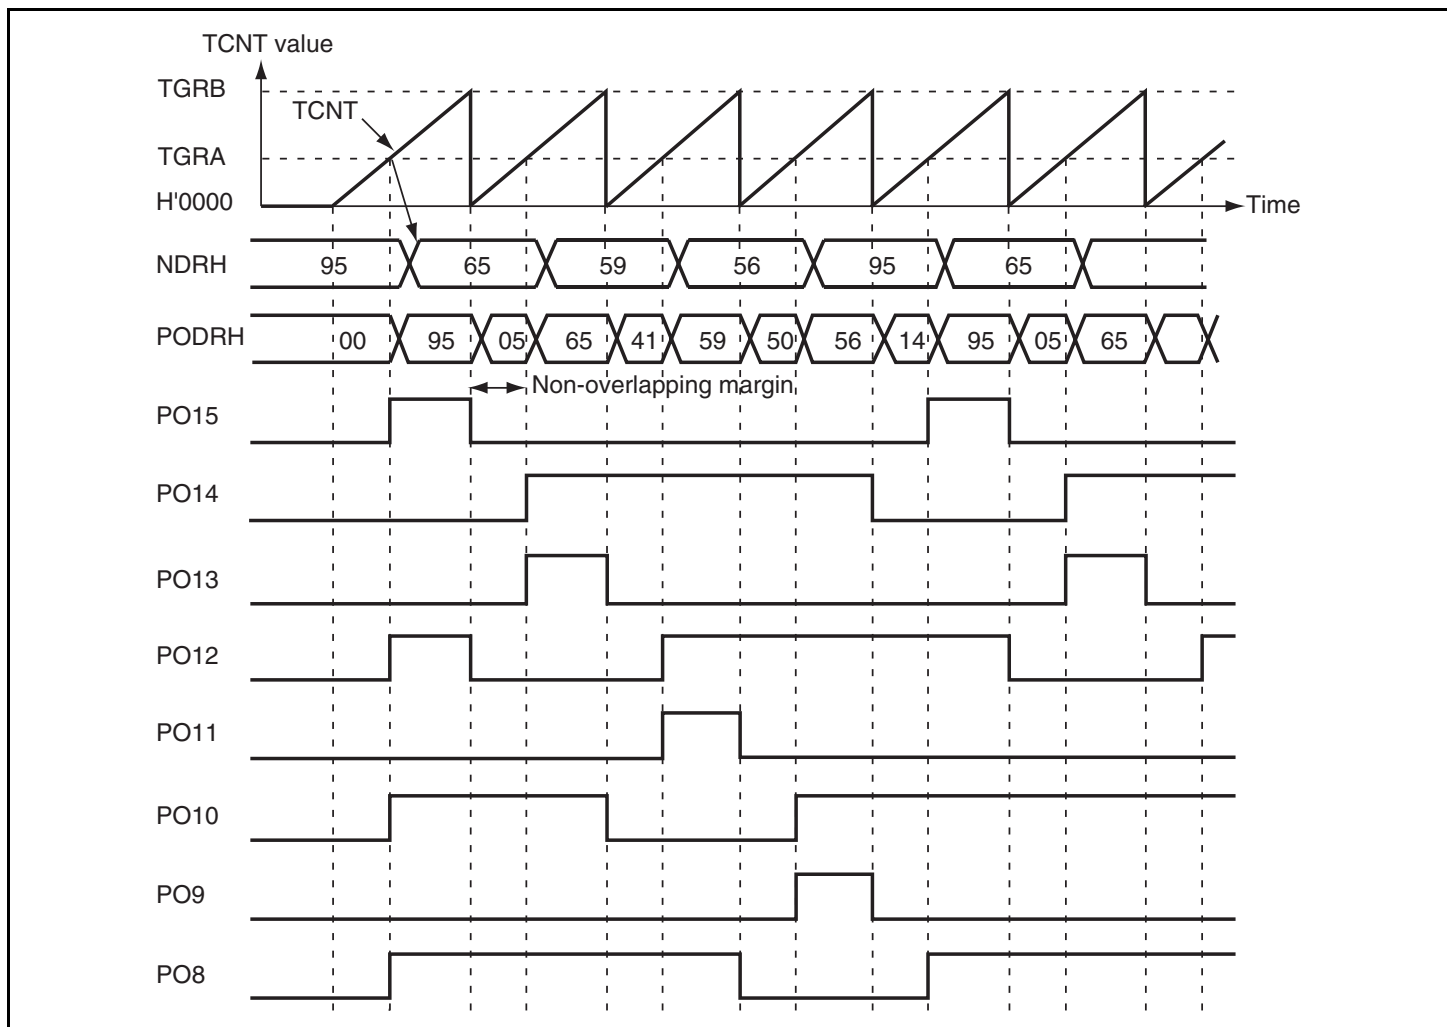 TCNT value
TGRB
TCNT
TGRA
H'0000
Time
NDRH 95 65 59 56 95 65
PODRH 00 95 05 65 41 59 50 56 14 95 05 65
Non-overlapping margin
PO15
PO14
PO13
PO12
PO11
PO10
PO9
PO8